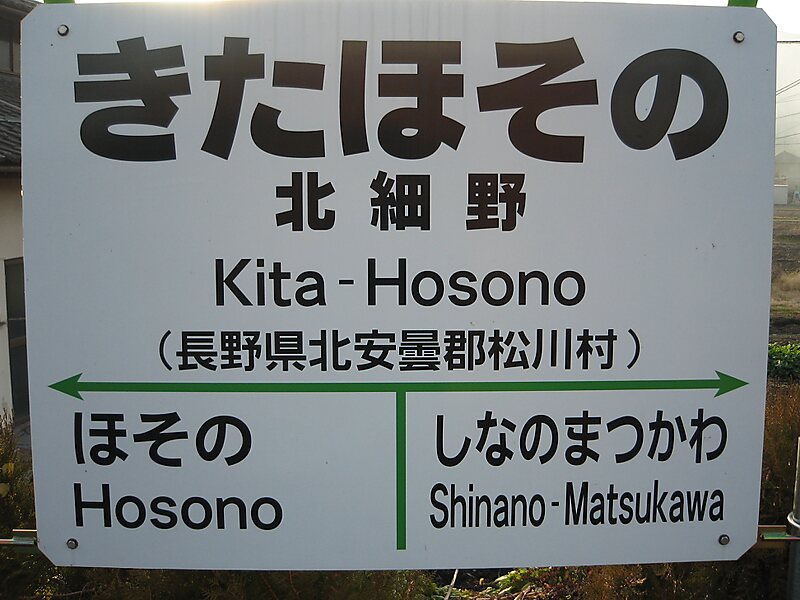 きたほその
北細野
Kita-Hosono
（長野県北安曇郡松川村）
ほその
Hosono
しなのまつかわ
Shinano-Matsukawa